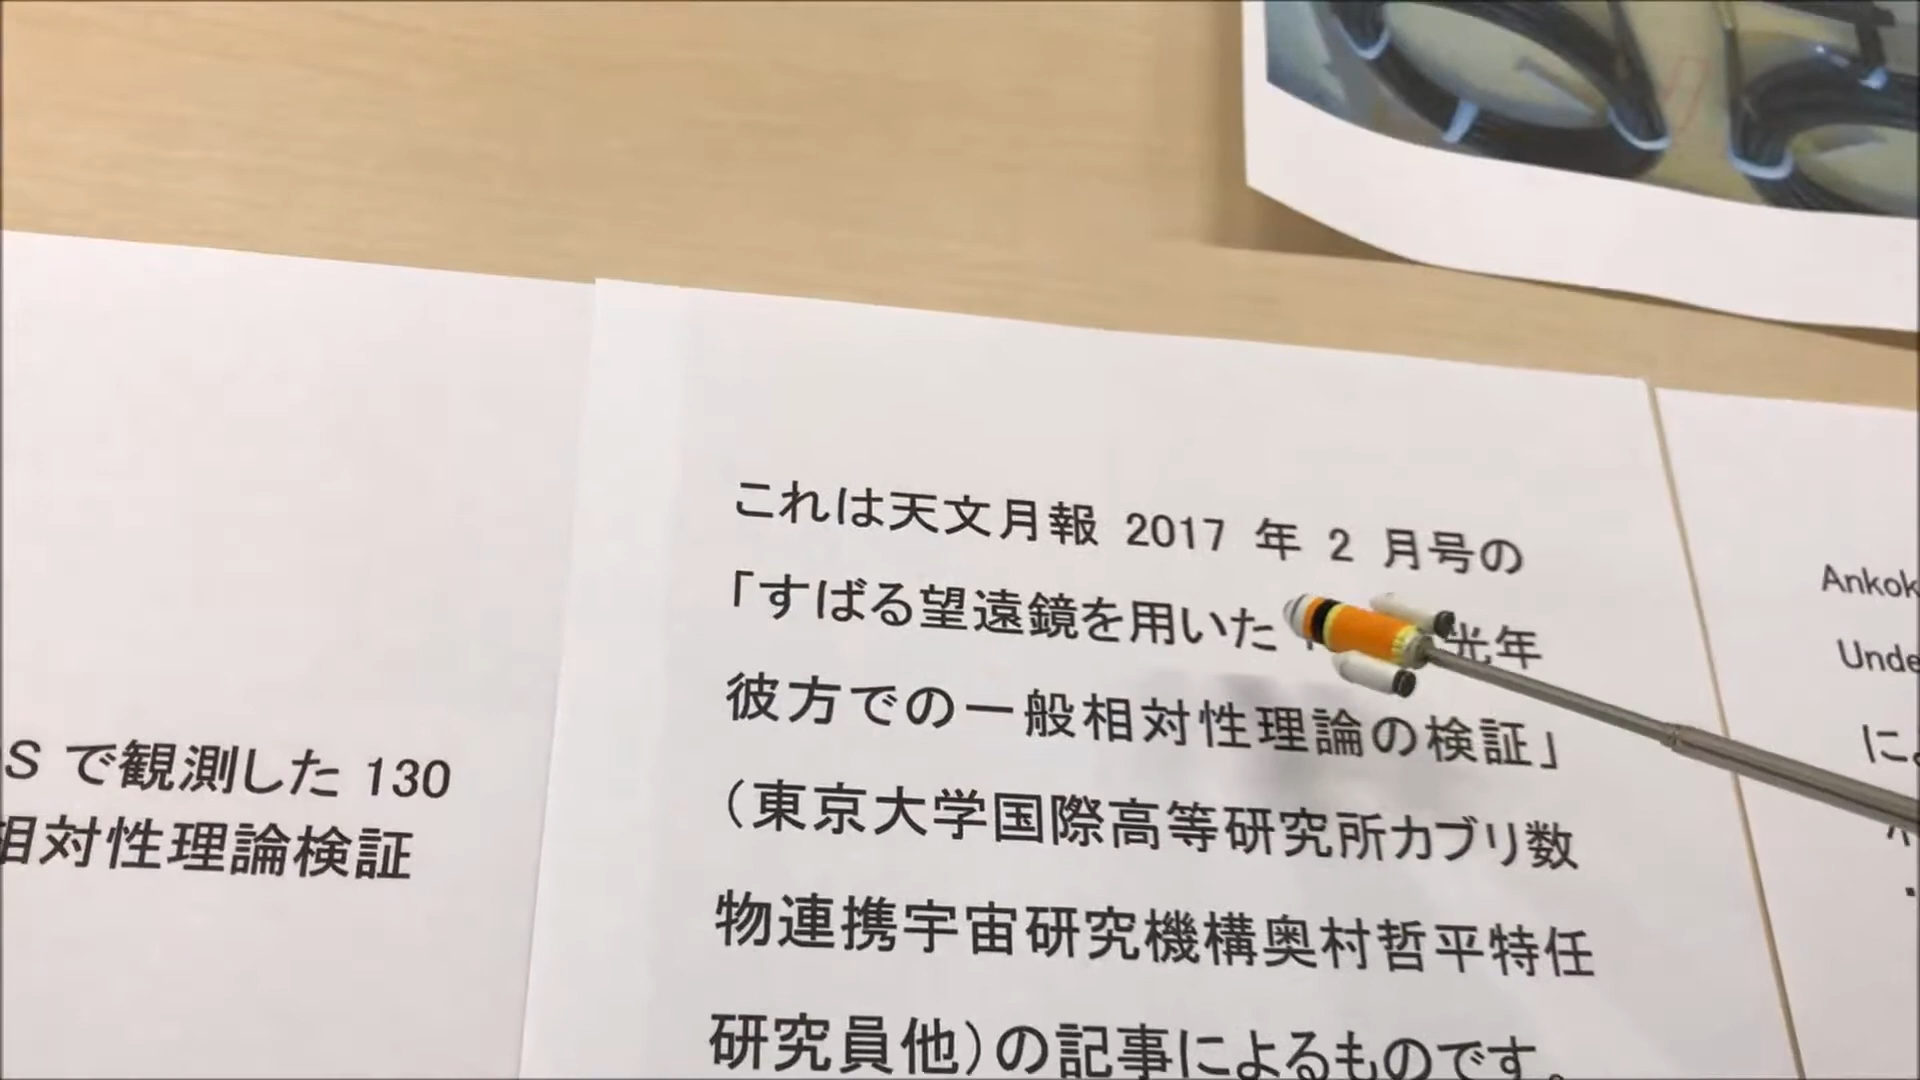 S で観測した 130
相対性理論検証
これは天文月報 2017 年 2 月号の
「すばる望遠鏡を用いた 光年
彼方での一般相対性理論の検証」
（東京大学国際高等研究所カブリ数
物連携宇宙研究機構奥村哲平特任
研究員他）の記事によるものです。
Ankok
Unde
に